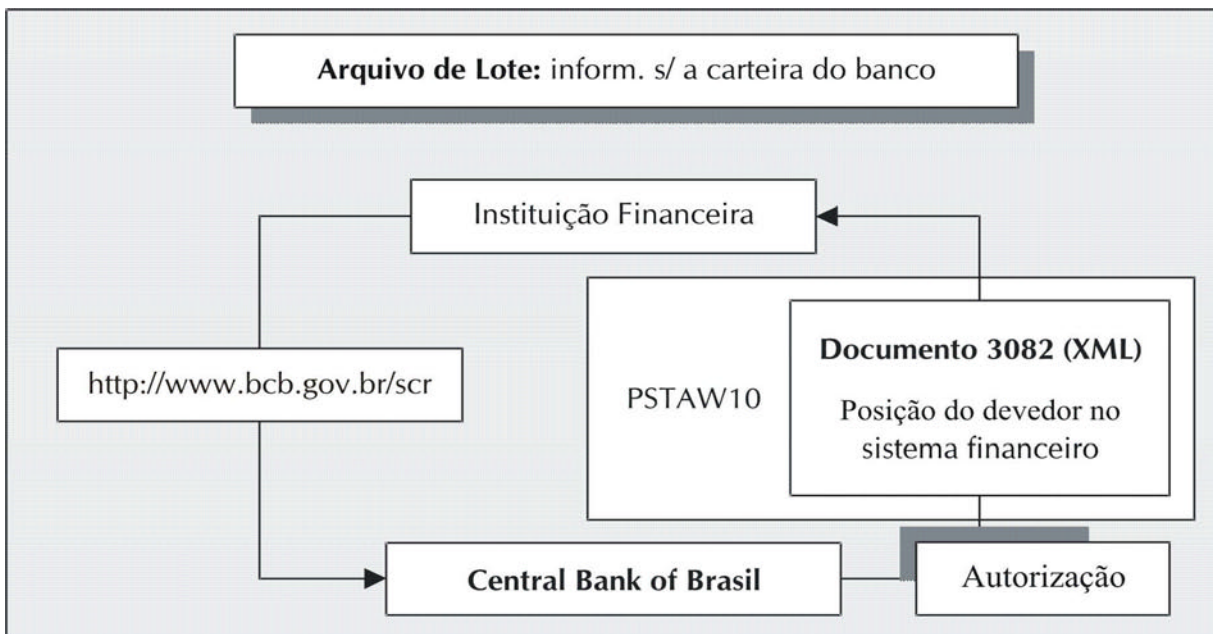 Arquivo de Lote: inform. s/ a carteira do banco
Instituição Financeira
http://www.bcb.gov.br/scr
PSTAW10
Documento 3082 (XML)
Posição do devedor no
sistema financeiro
Central Bank of Brasil
Autorização